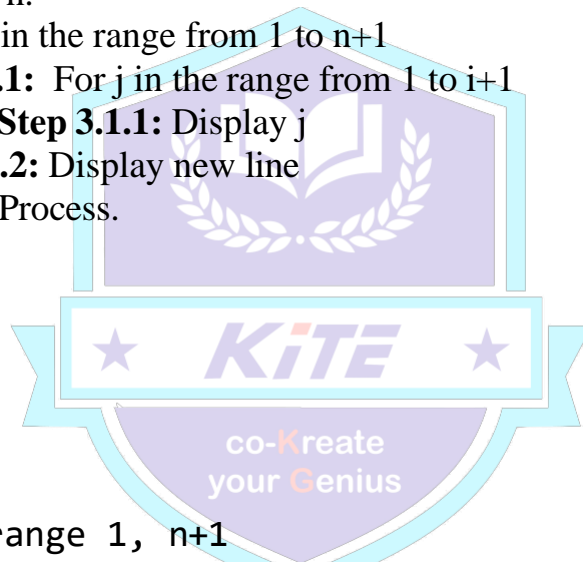 n.
in the range from 1 to n+1
.1: For j in the range from 1 to i+1
Step 3.1.1: Display j
.2: Display new line
Process.
KiTE
co-Kreate
your Genius
range 1, n+1